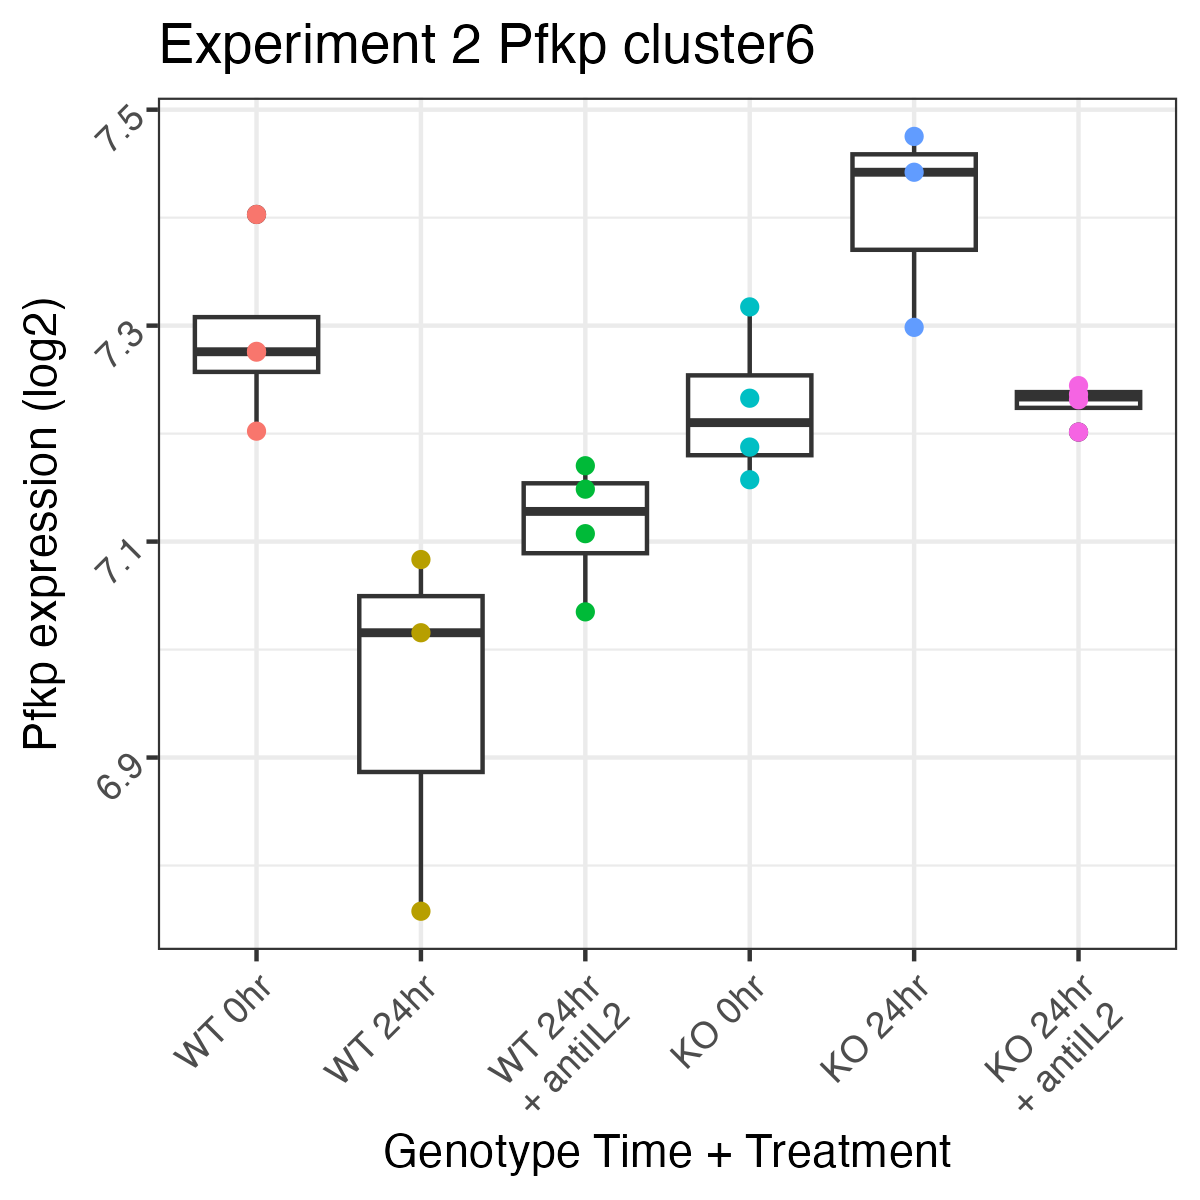 Experiment 2 Pfkp cluster6
Pfkp expression (log2)
7.5
7.3
7.1
6.9
WT 0hr
WT 24hr
WT 24hr
+ antiIL2
KO 0hr
KO 24hr
KO 24hr
+ antiIL2
Genotype Time + Treatment